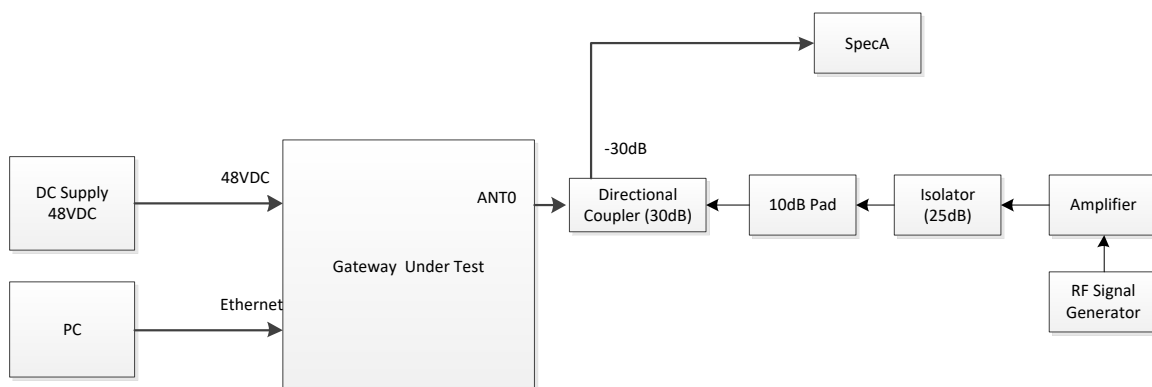 SpecA
-30dB
DC Supply
48VDC
48VDC
ANT0
Directional
Coupler (30dB)
10dB Pad
Isolator
(25dB)
Amplifier
Gateway  Under Test
Ethernet
PC
RF Signal
Generator